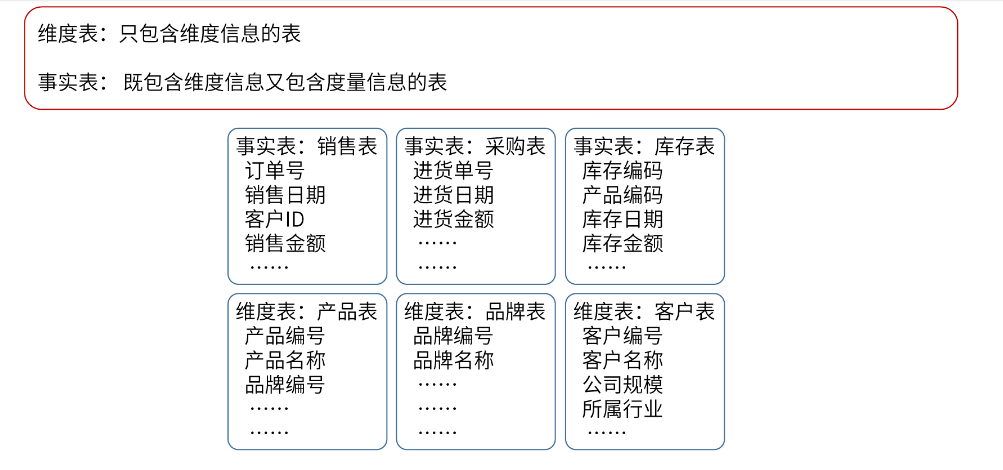 维度表：只包含维度信息的表
事实表： 既包含维度信息又包含度量信息的表
事实表：销售表
订单号
销售日期
客户ID
销售金额
……
事实表：采购表
进货单号
进货日期
进货金额
……
……
事实表：库存表
库存编码
产品编码
库存日期
库存金额
……
维度表：产品表
产品编号
产品名称
品牌编号
……
……
维度表：品牌表
品牌编号
品牌名称
……
……
……
维度表：客户表
客户编号
客户名称
公司规模
所属行业
……